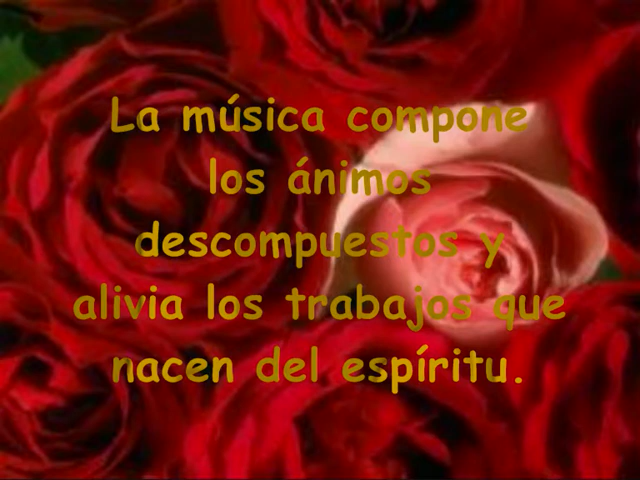 La música compone
los ánimos
descompuestos y
alivia los trabajos que
nacen del espíritu.